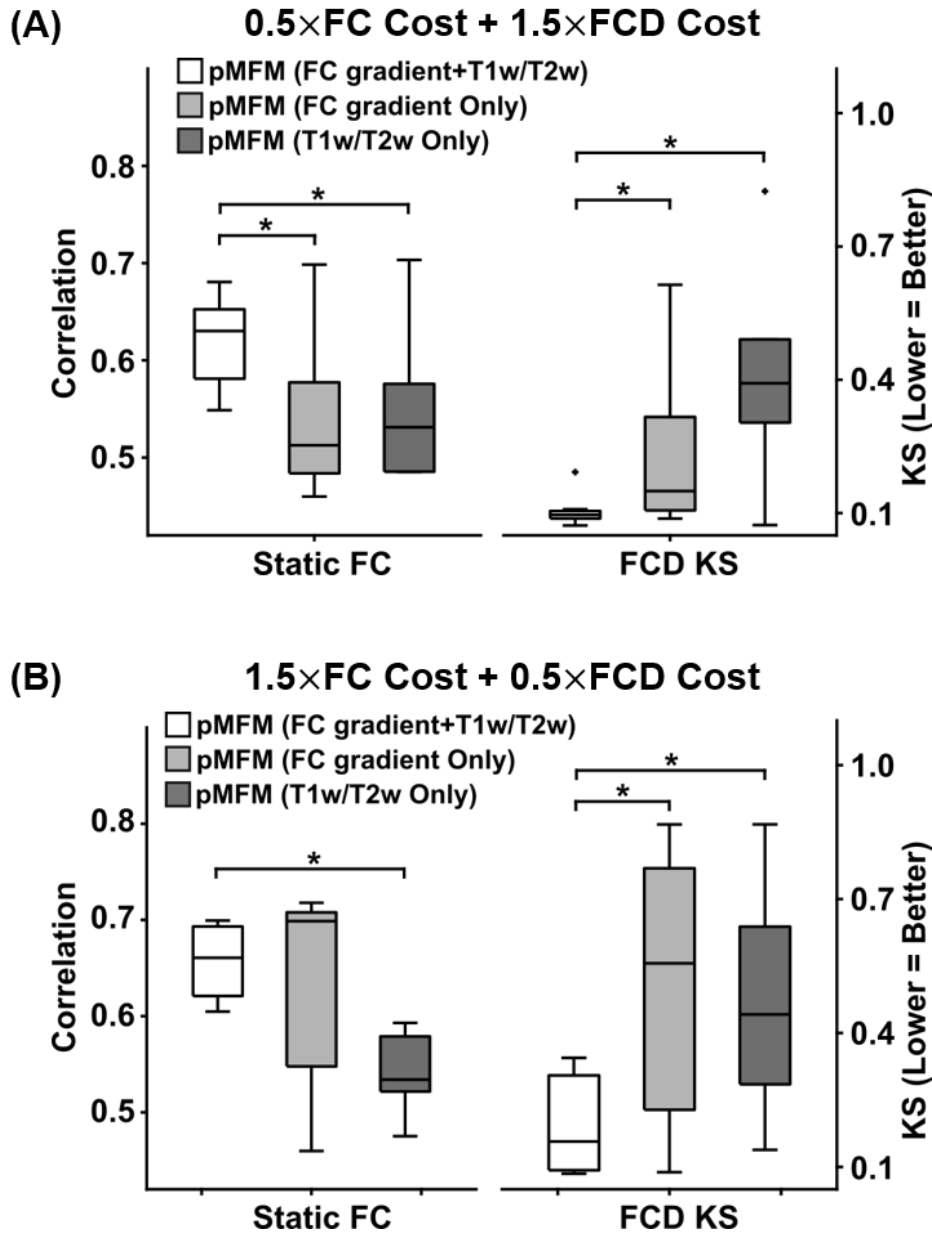 (A)
0.5×FC Cost + 1.5×FCD Cost
pMFM (FC gradient+T1w/T2w)
pMFM (FC gradient Only)
pMFM (T1w/T2w Only)
*
*
*
*
0.8
0.7
0.6
0.5
Correlation
1.0
0.7
0.4
0.1
KS (Lower = Better)
Static FC
FCD KS
(B)
1.5×FC Cost + 0.5×FCD Cost
pMFM (FC gradient+T1w/T2w)
pMFM (FC gradient Only)
pMFM (T1w/T2w Only)
*
*
*
0.8
0.7
0.6
0.5
Correlation
1.0
0.7
0.4
0.1
KS (Lower = Better)
Static FC
FCD KS